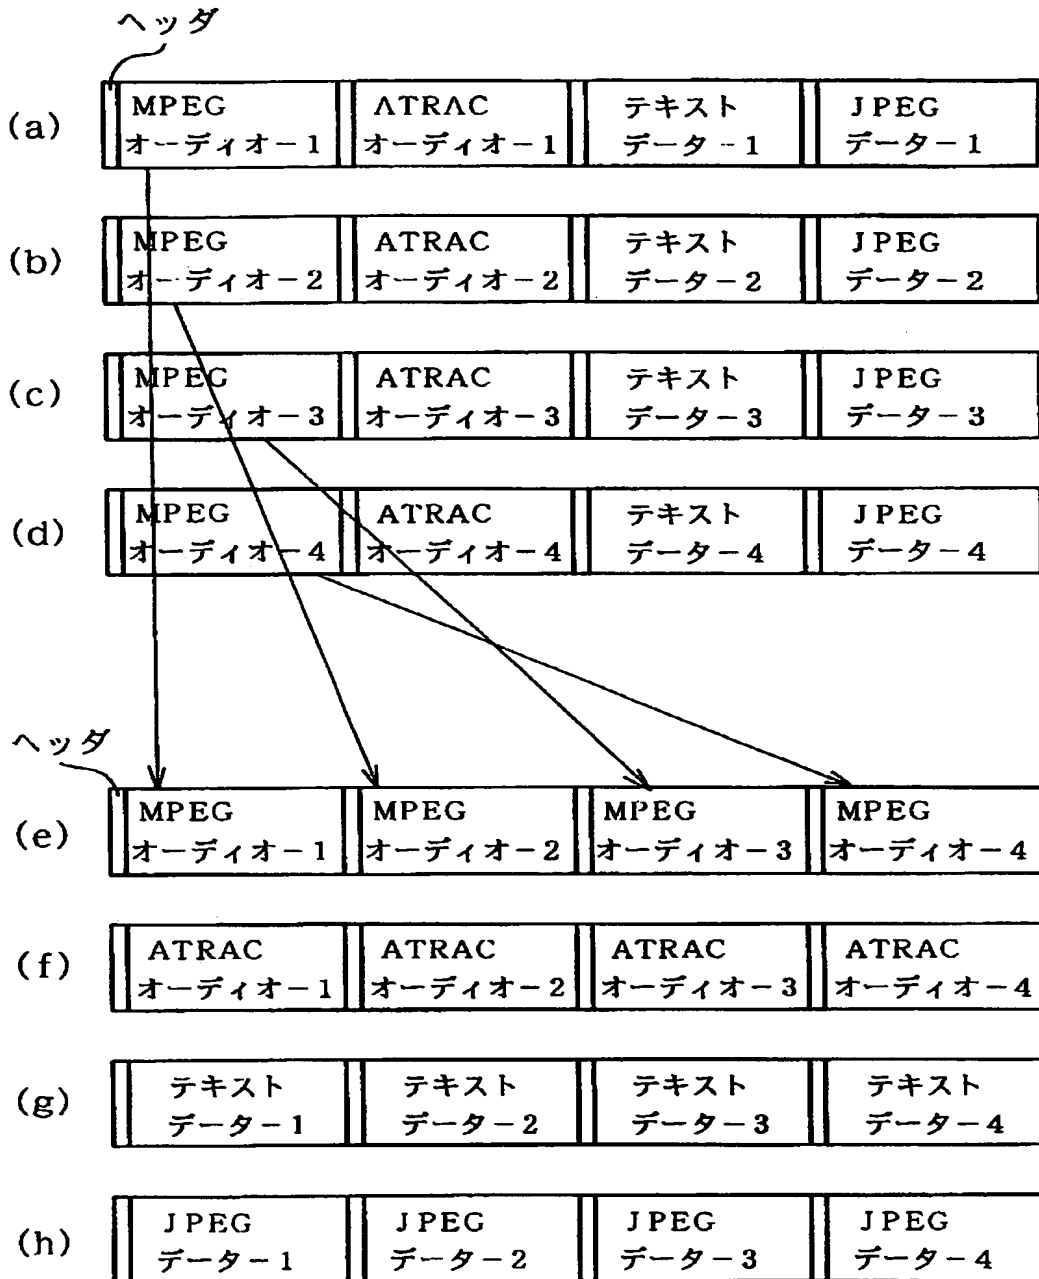 ヘッダ
(a)
MPEG ATRAC テキスト JPEG
オーディオ-1 オーディオ-1 データ-1 データ-1
(b)
MPEG ATRAC テキスト JPEG
オーディオ-2 オーディオ-2 データ-2 データ-2
(c)
MPEG ATRAC テキスト JPEG
オーディオ-3 オーディオ-3 データ-3 データ-3
(d)
MPEG ATRAC テキスト JPEG
オーディオ-4 オーディオ-4 データ-4 データ-4
ヘッダ
(e)
MPEG MPEG MPEG MPEG
オーディオ-1 オーディオ-2 オーディオ-3 オーディオ-4
(f)
ATRAC ATRAC ATRAC ATRAC
オーディオ-1 オーディオ-2 オーディオ-3 オーディオ-4
(g)
テキスト テキスト テキスト テキスト
データ-1 データ-2 データ-3 データ-4
(h)
JPEG JPEG JPEG JPEG
データ-1 データ-2 データ-3 データ-4